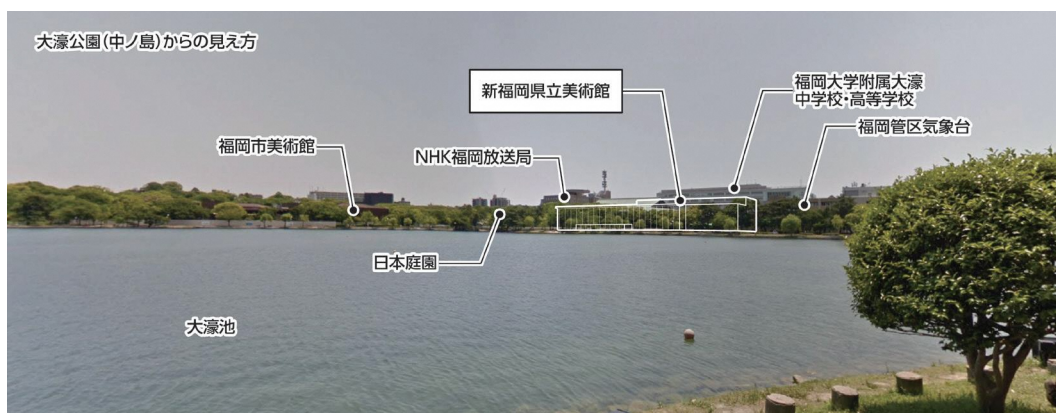 大濠公園(中ノ島)からの見え方
新福岡県立美術館
福岡大学附属大濠
中学校・高等学校
福岡管区気象台
福岡市美術館
NHK福岡放送局
日本庭園
大濠池